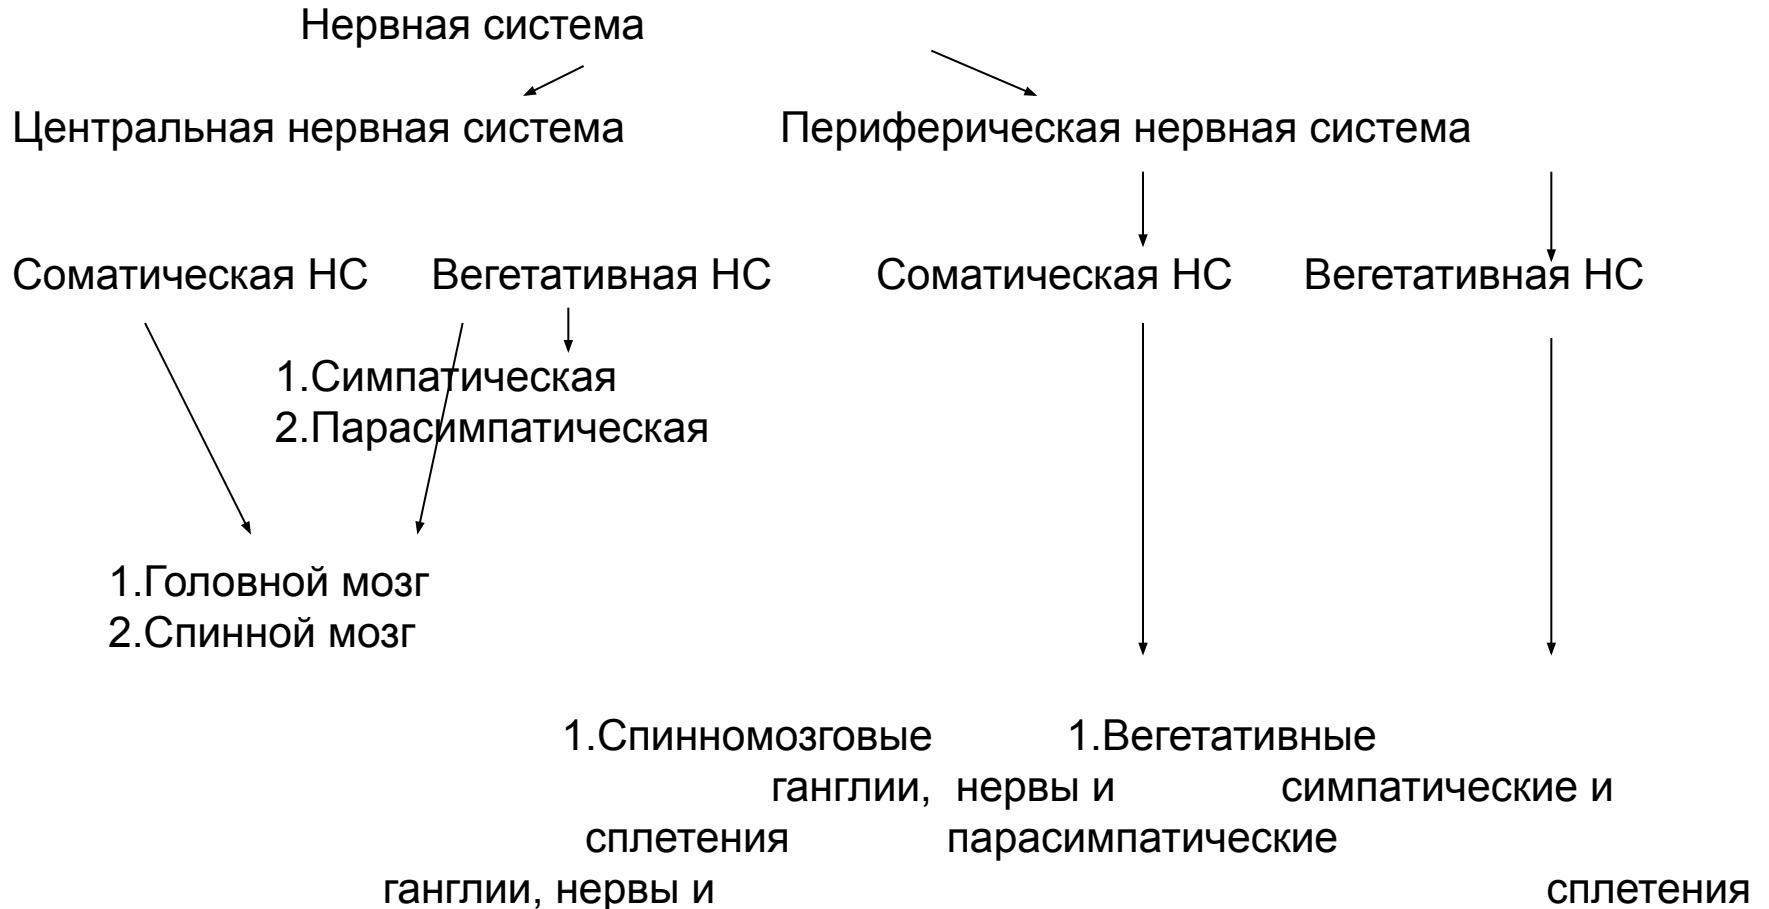 Нервная система
Центральная нервная система Периферическая нервная система
Соматическая НС Вегетативная НС Соматическая НС Вегетативная НС
1.Симпатическая
2.Парасимпатическая
1.Головной мозг
2.Спинной мозг
1.Спинномозговые 1.Вегетативные
ганглии, нервы и симпатические и
сплетения парасимпатические
ганглии, нервы и сплетения